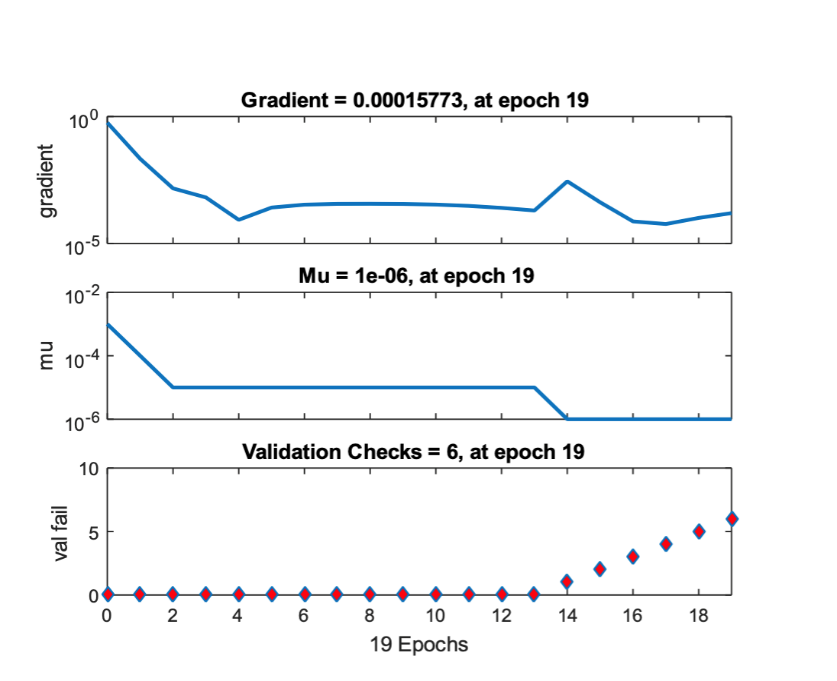 Gradient = 0.00015773, at epoch 19
10^0
gradient
10^-5
Mu = 1e-06, at epoch 19
10^-2
mu
10^-4
10^-6
Validation Checks = 6, at epoch 19
10
val fail
5
0
0 2 4 6 8 10 12 14 16 18
19 Epochs